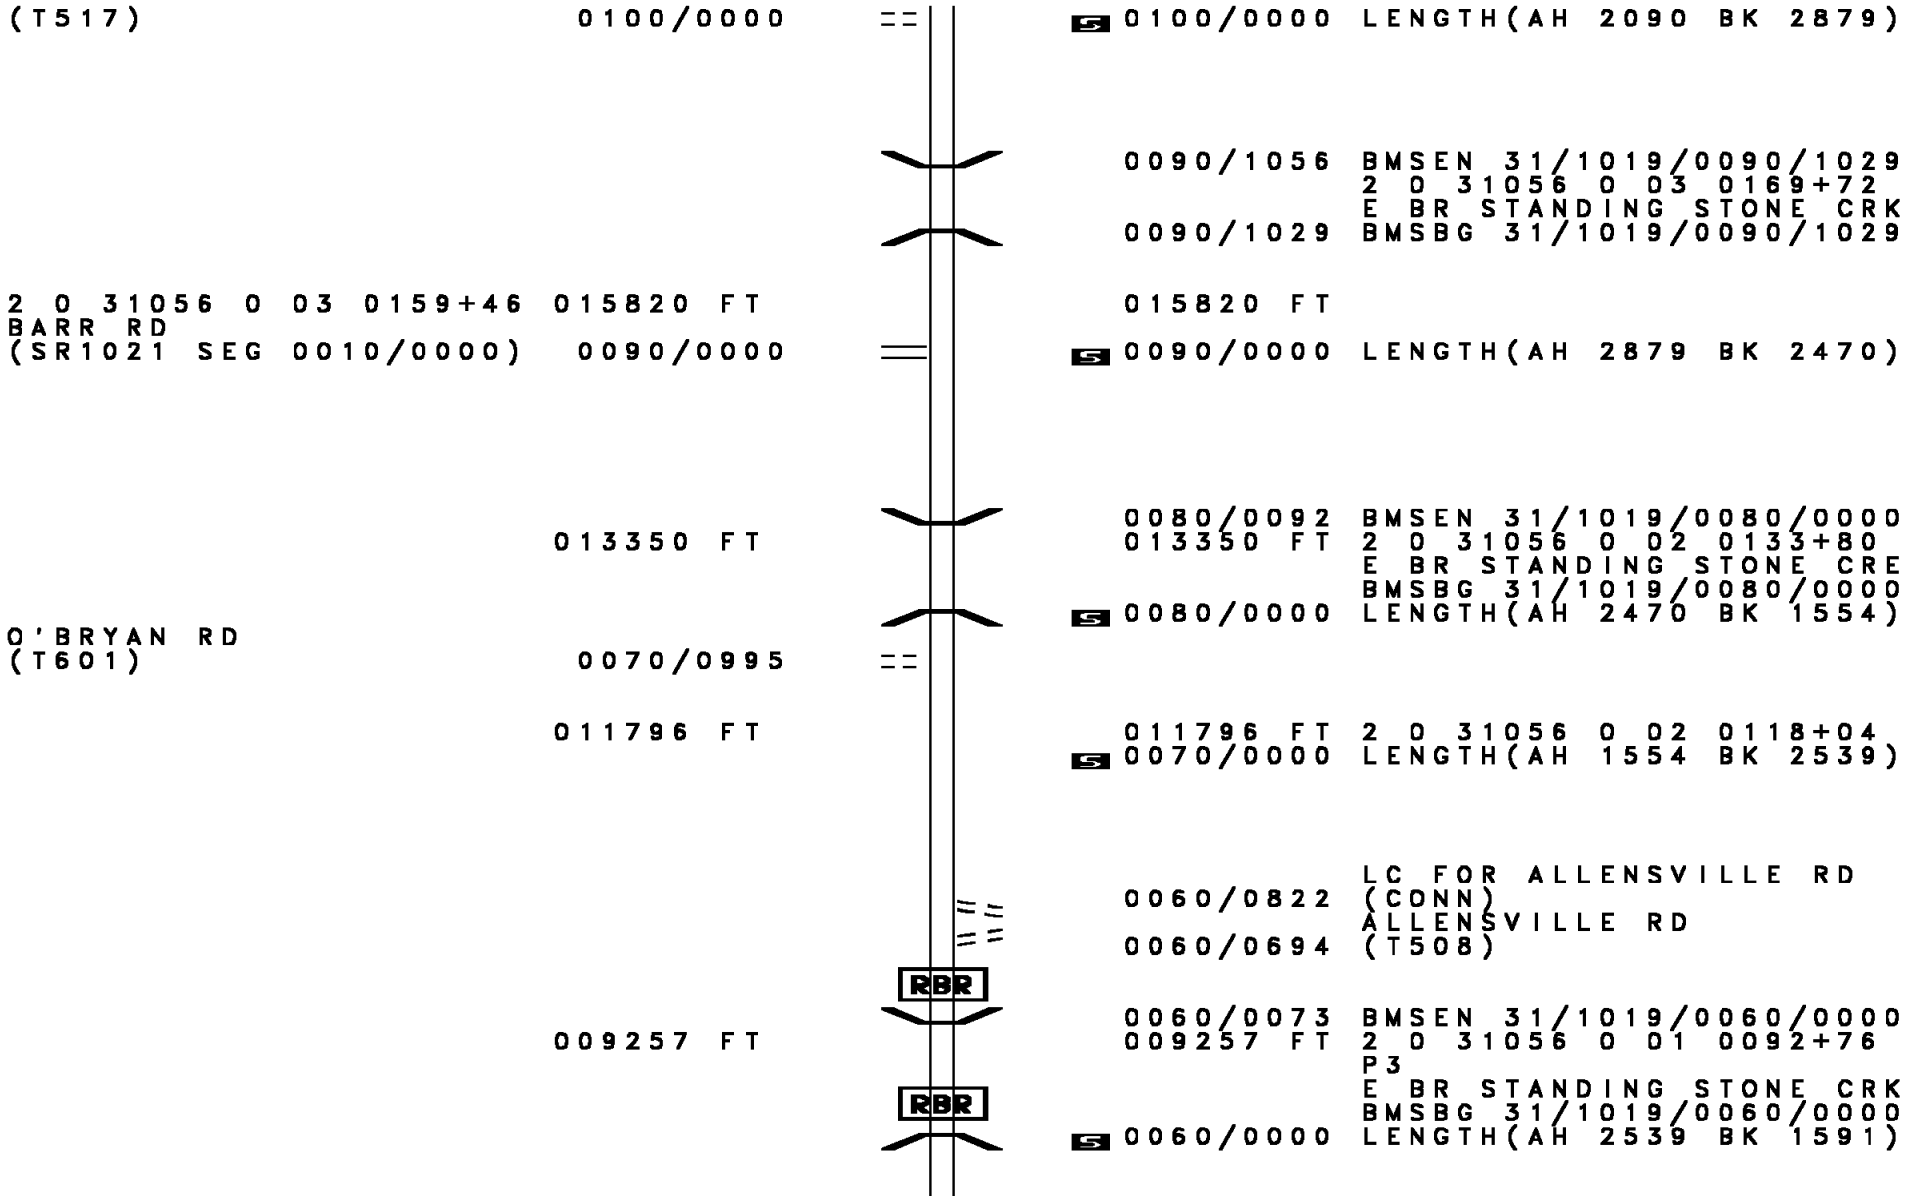 (T517) 0100/0000 S 0100/0000 LENGTH(AH 2090 BK 2879)
0090/1056 BMSEN 31/1019/0090/1029
2 0 31056 0 03 0169+72
E BR STANDING STONE CRK
0090/1029 BMSBG 31/1019/0090/1029
2 0 31056 0 03 0159+46 015820 FT 015820 FT
BARR RD
(SR1021 SEG 0010/0000) 0090/0000 S 0090/0000 LENGTH(AH 2879 BK 2470)
0080/0092 BMSEN 31/1019/0080/0000
013350 FT 013350 FT 2 0 31056 0 02 0133+80
E BR STANDING STONE CRE
BMSBG 31/1019/0080/0000
S 0080/0000 LENGTH(AH 2470 BK 1554)
O'BRYAN RD
(T601) 0070/0995
011796 FT 011796 FT 2 0 31056 0 02 0118+04
S 0070/0000 LENGTH(AH 1554 BK 2539)
LC FOR ALLENSVILLE RD
0060/0822 (CONN)
ALLENSVILLE RD
0060/0694 (T508)
RBR
0060/0073 BMSEN 31/1019/0060/0000
009257 FT 009257 FT 2 0 31056 0 01 0092+76
P3
E BR STANDING STONE CRK
RBR
BMSBG 31/1019/0060/0000
S 0060/0000 LENGTH(AH 2539 BK 1591)